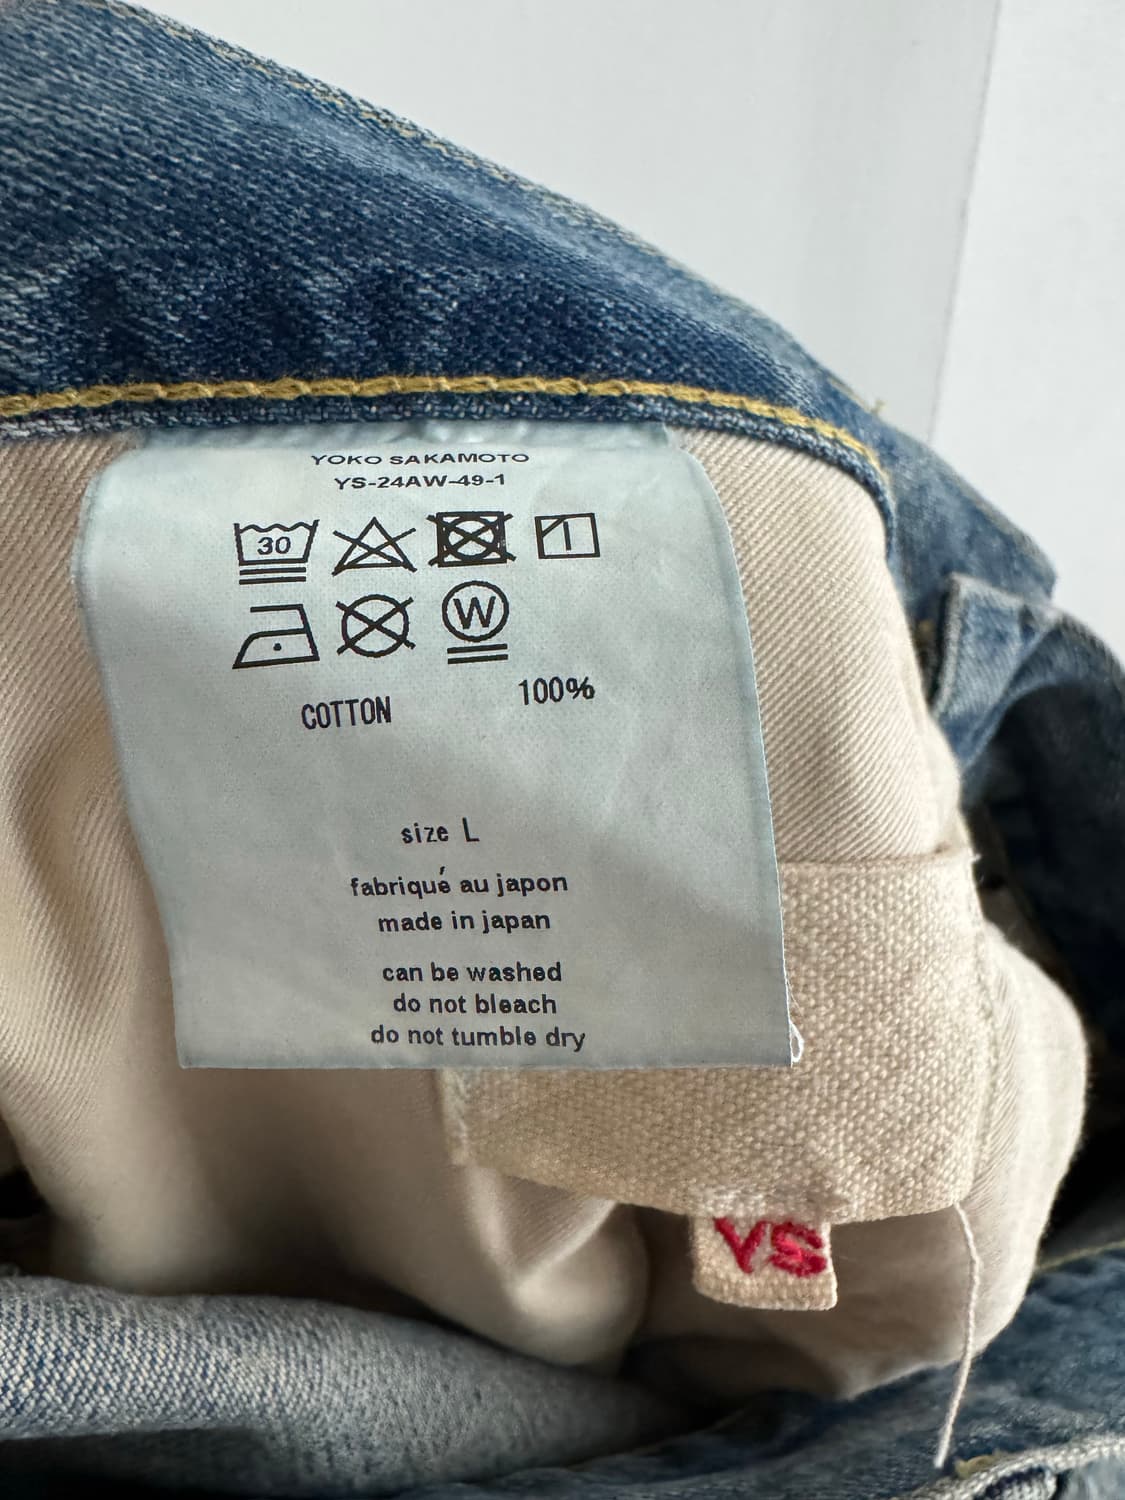 YOKO SAKAMOTO
YS-24AW-49-1
30
W
COTTON 100%
size L
fabriqué au japon
made in japan
can be washed
do not bleach
do not tumble dry
YS